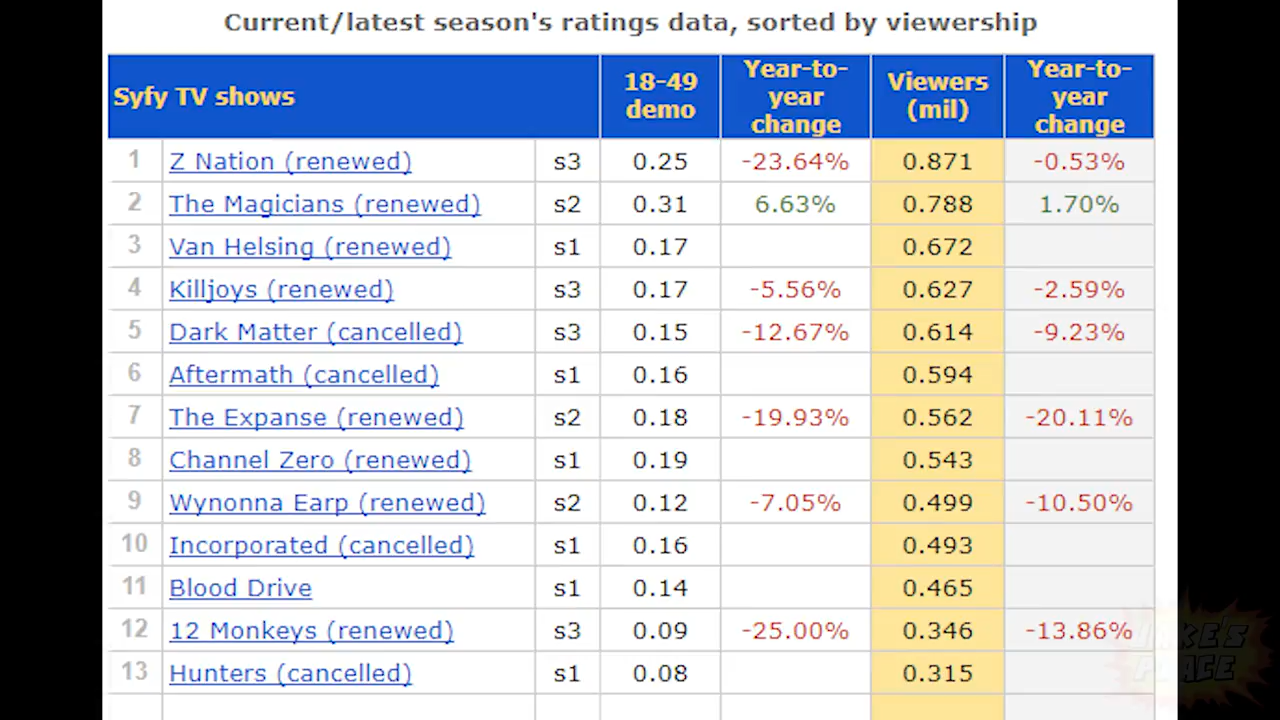 Current/latest season's ratings data, sorted by viewership
Syfy TV shows 18-49 demo Year-to-year change Viewers (mil) Year-to-year change
1 Z Nation (renewed) s3 0.25 -23.64% 0.871 -0.53%
2 The Magicians (renewed) s2 0.31 6.63% 0.788 1.70%
3 Van Helsing (renewed) s1 0.17 0.672
4 Killjoys (renewed) s3 0.17 -5.56% 0.627 -2.59%
5 Dark Matter (cancelled) s3 0.15 -12.67% 0.614 -9.23%
6 Aftermath (cancelled) s1 0.16 0.594
7 The Expanse (renewed) s2 0.18 -19.93% 0.562 -20.11%
8 Channel Zero (renewed) s1 0.19 0.543
9 Wynonna Earp (renewed) s2 0.12 -7.05% 0.499 -10.50%
10 Incorporated (cancelled) s1 0.16 0.493
11 Blood Drive s1 0.14 0.465
12 12 Monkeys (renewed) s3 0.09 -25.00% 0.346 -13.86%
13 Hunters (cancelled) s1 0.08 0.315
JAKE'S
PLACE